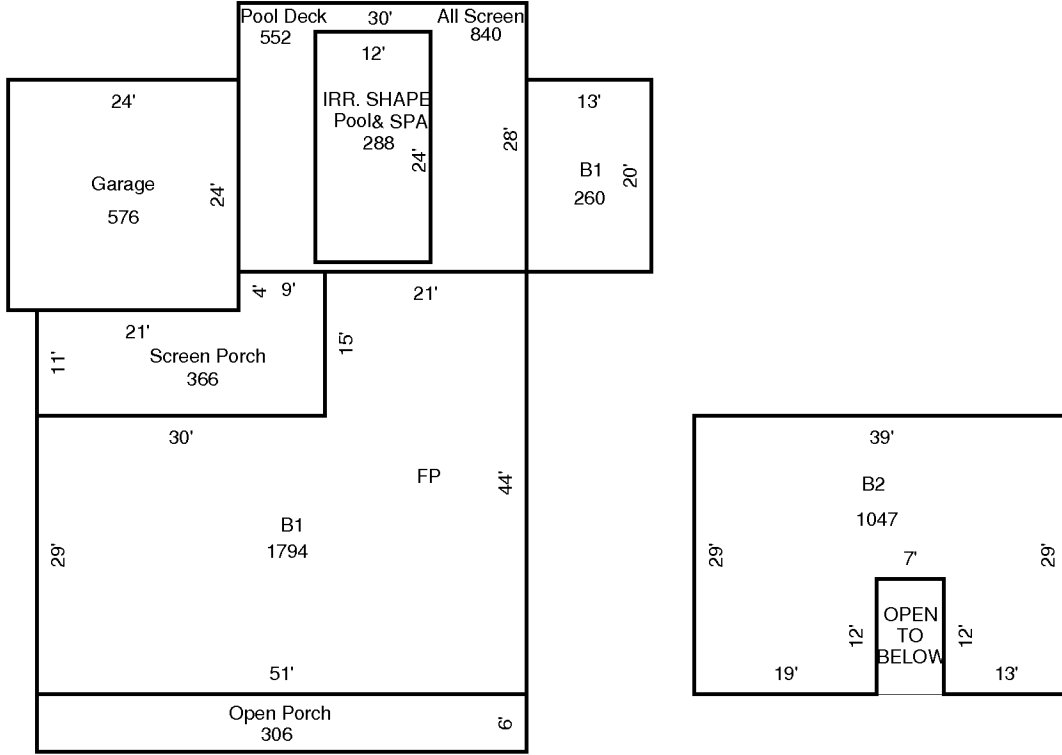 Pool Deck
552
30'
All Screen
840
12'
IRR. SHAPE
Pool& SPA
288
24'
28'
24'
Garage
576
24'
13'
B1
260
20'
4'
9'
21'
21'
Screen Porch
366
11'
15'
30'
FP
44'
B1
1794
29'
51'
Open Porch
306
6'
39'
B2
1047
29'
29'
7'
OPEN
TO
BELOW
12'
12'
19'
13'